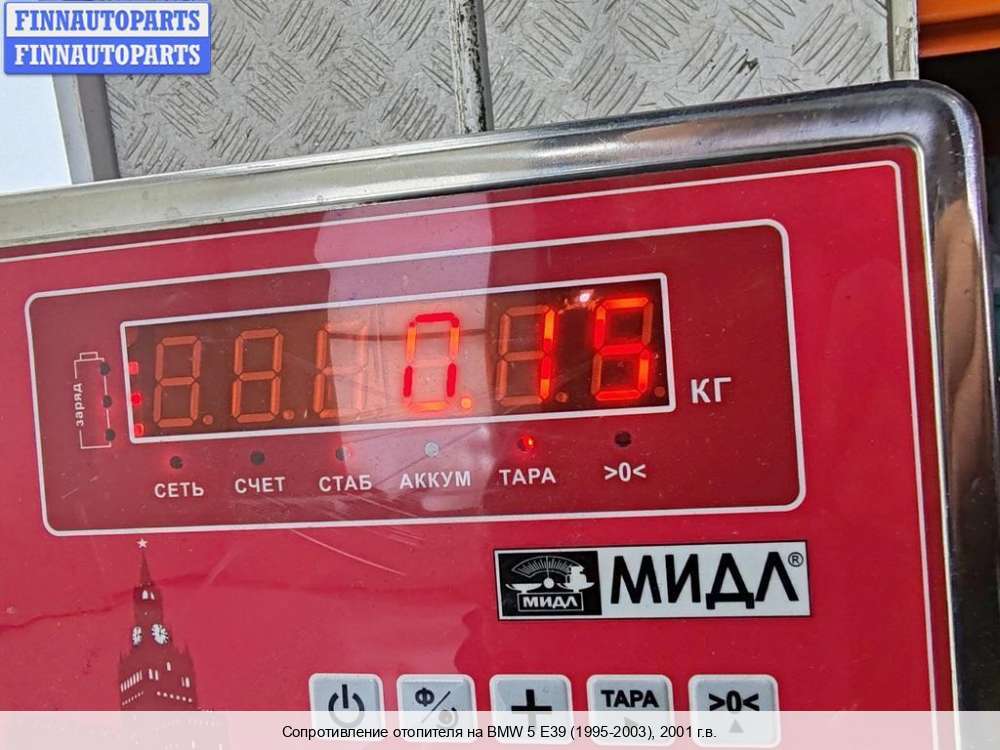 FINNAUTOPARTS
FINNAUTOPARTS
заряд
0.15
КГ
СЕТЬ СЧЕТ СТАБ АККУМ ТАРА >0<
МИДЛ
МИДЛ®
Ф/ + ТАРА >0<
Сопротивление отопителя на BMW 5 E39 (1995-2003), 2001 г.в.